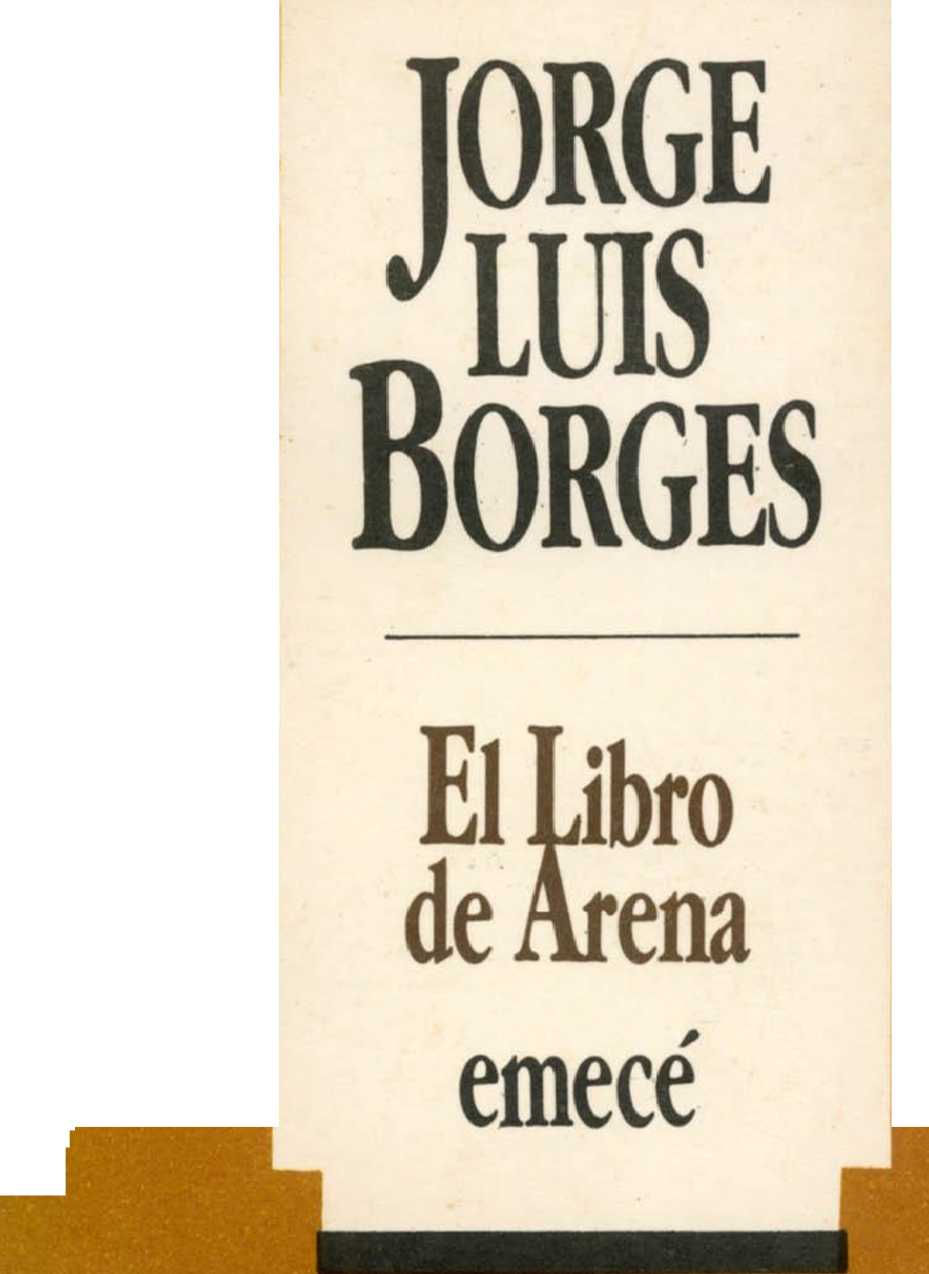 JORGE
LUIS
BORGES
El Libro
de Arena
emecé